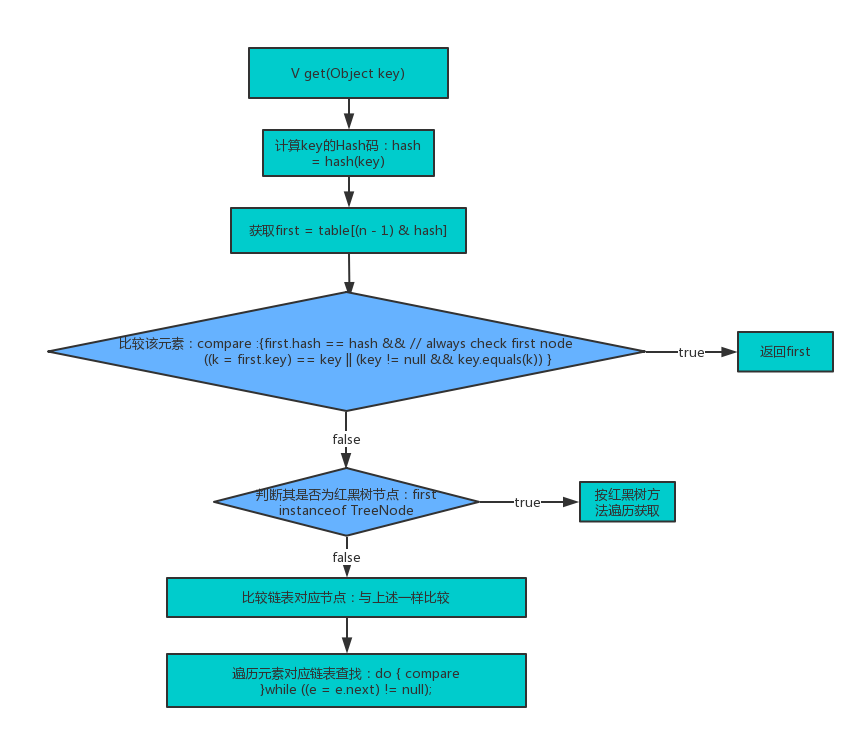 V get(Object key)
计算key的Hash码：hash
= hash(key)
获取first = table[(n - 1) & hash]
比较该元素：compare :{first.hash == hash && // always check first node
((k = first.key) == key || (key != null && key.equals(k)) }
true
返回first
false
判断其是否为红黑树节点：first
instanceof TreeNode
true
按红黑树方
法遍历获取
false
比较链表对应节点：与上述一样比较
遍历元素对应链表查找：do { compare
}while ((e = e.next) != null);